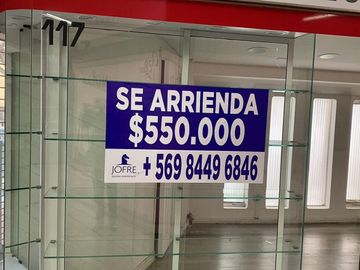 117
SE ARRIENDA
$550.000
JOFRE
+569 8449 6846